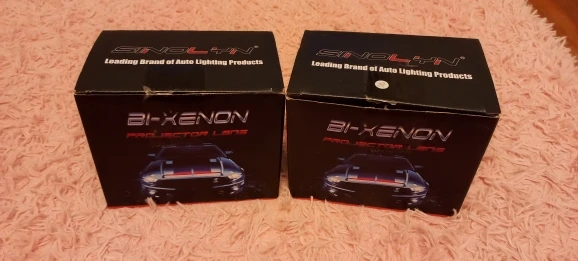 SINOLYN®
Leading Brand of Auto Lighting Products
BI-XENON
PROJECTOR LENS
SINOLYN®
Leading Brand of Auto Lighting Products
BI-XENON
PROJECTOR LENS